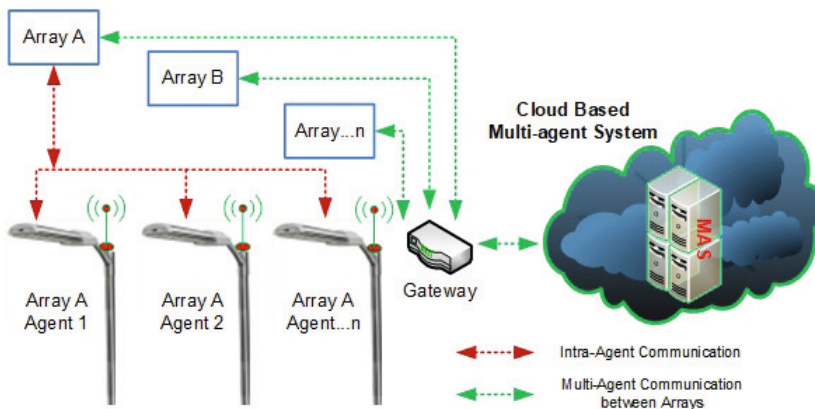 Array A
Array B
Array...n
Cloud Based
Multi-agent System
MAS
Gateway
Array A
Agent 1
Array A
Agent 2
Array A
Agent...n
Intra-Agent Communication
Multi-Agent Communication
between Arrays